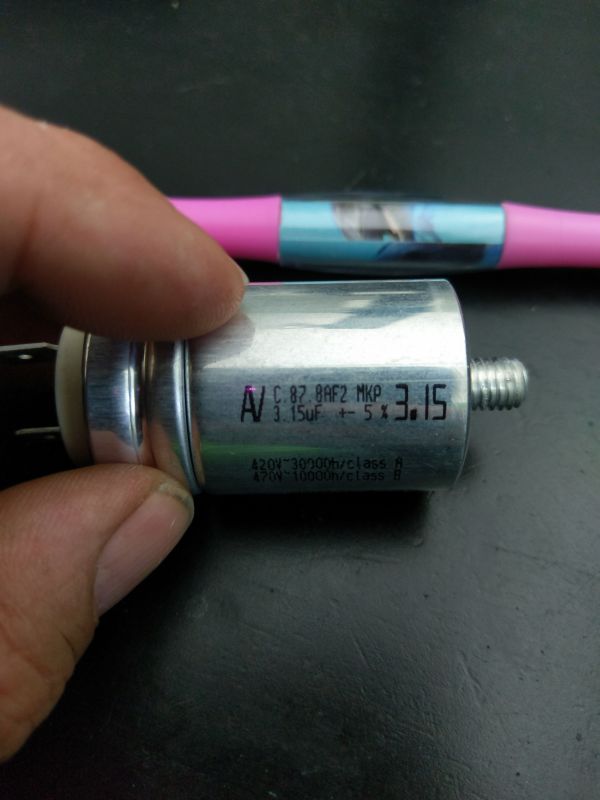 AV C.87.8AF2 MKP 3.15
3.15uF +- 5 %
420V~30000h/class A
470V~10000h/class B